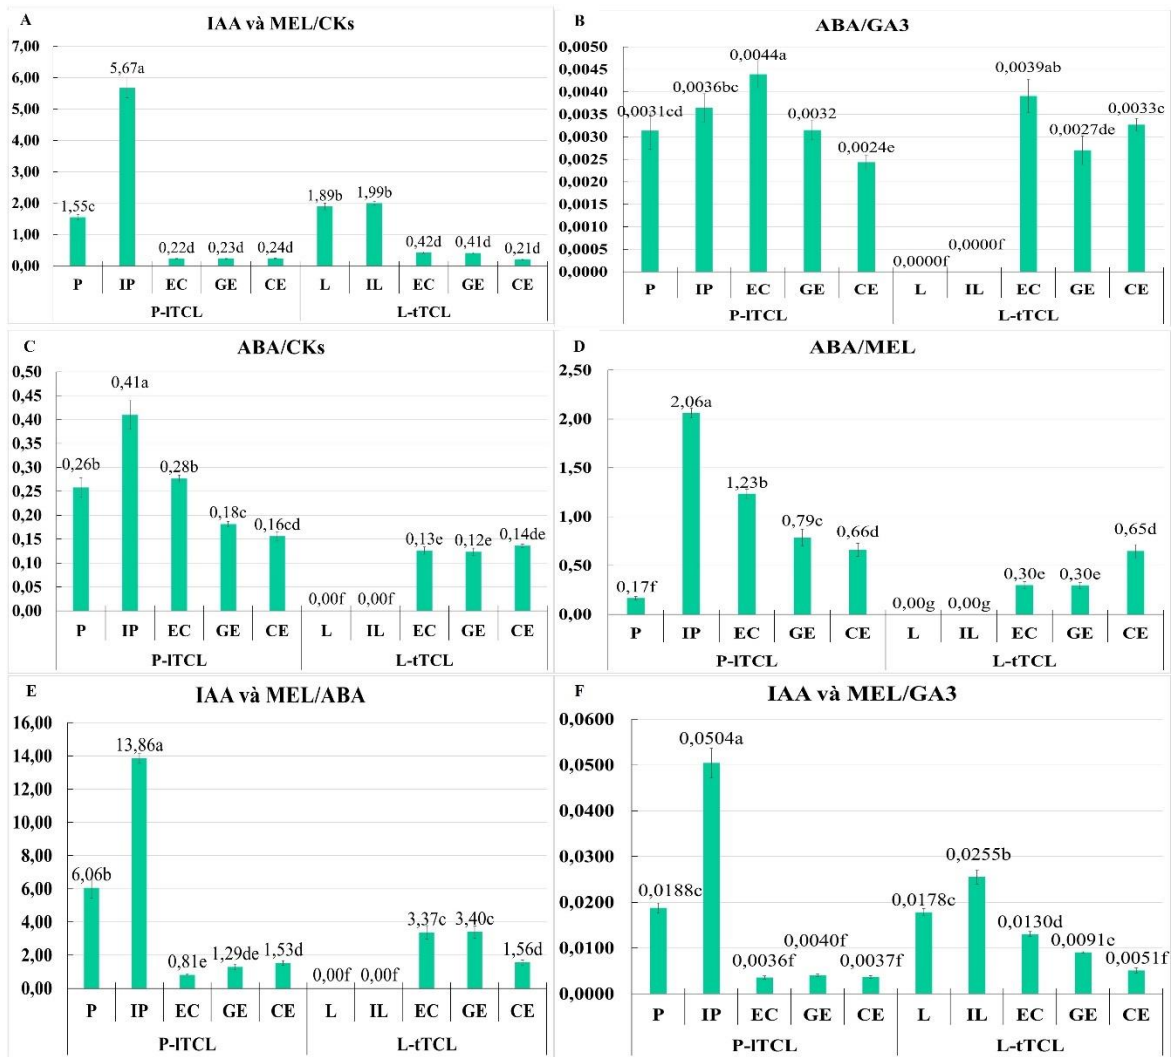 A
IAA và MEL/CKs
7,00
6,00
5,00
4,00
3,00
2,00
1,00
0,00
1,55c
5,67a
0,22d
0,23d
0,24d
1,89b
1,99b
0,42d
0,41d
0,21d
P IP EC GE CE L IL EC GE CE
P-lTCL L-tTCL
B
ABA/GA3
0,0050
0,0045
0,0040
0,0035
0,0030
0,0025
0,0020
0,0015
0,0010
0,0005
0,0000
0,0031cd
0,0036bc
0,0044a
0,0032
0,0024e
0,0000f
0,0000f
0,0039ab
0,0027de
0,0033c
P IP EC GE CE L IL EC GE CE
P-lTCL L-tTCL
C
ABA/CKs
0,50
0,45
0,40
0,35
0,30
0,25
0,20
0,15
0,10
0,05
0,00
0,26b
0,41a
0,28b
0,18c
0,16cd
0,00f
0,00f
0,13e
0,12e
0,14de
P IP EC GE CE L IL EC GE CE
P-lTCL L-tTCL
D
ABA/MEL
2,50
2,00
1,50
1,00
0,50
0,00
0,17f
2,06a
1,23b
0,79c
0,66d
0,00g
0,00g
0,30e
0,30e
0,65d
P IP EC GE CE L IL EC GE CE
P-lTCL L-tTCL
E
IAA và MEL/ABA
16,00
14,00
12,00
10,00
8,00
6,00
4,00
2,00
0,00
6,06b
13,86a
0,81e
1,29de
1,53d
0,00f
0,00f
3,37c
3,40c
1,56d
P IP EC GE CE L IL EC GE CE
P-lTCL L-tTCL
F
IAA và MEL/GA3
0,0600
0,0500
0,0400
0,0300
0,0200
0,0100
0,0000
0,0188c
0,0504a
0,0036f
0,0040f
0,0037f
0,0178c
0,0255b
0,0130d
0,0091e
0,0051f
P IP EC GE CE L IL EC GE CE
P-lTCL L-tTCL